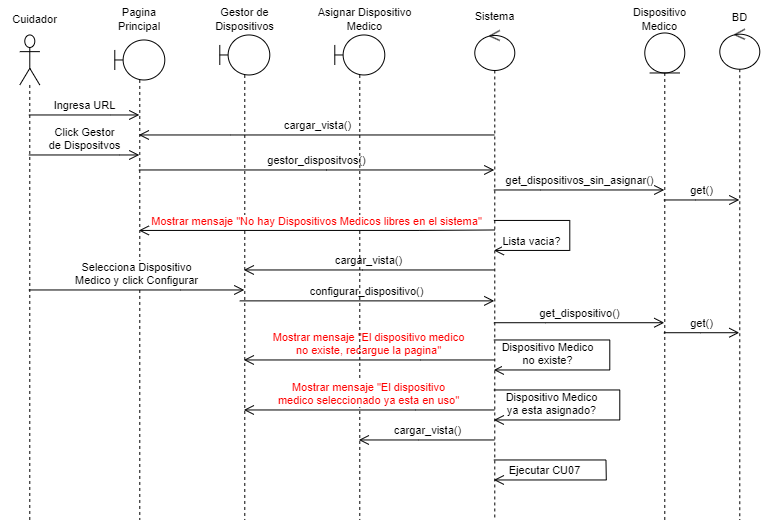 Cuidador
Pagina
Principal
Gestor de
Dispositivos
Asignar Dispositivo
Medico
Sistema
Dispositivo
Medico
BD
Ingresa URL
cargar_vista()
Click Gestor
de Dispostvos
gestor_dispostvos()
get_dispositivos_sin_asignar()
get()
Mostrar mensaje "No hay Dispositivos Medicos libres en el sistema"
Lista vacia?
cargar_vista()
Selecciona Dispositivo
Medico y click Configurar
configurar_dispositivo()
get_dispositivo()
get()
Mostrar mensaje "El dispositivo medico
no existe, recargue la pagina"
Dispositivo Medico
no existe?
Mostrar mensaje "El dispositivo
medico seleccionado ya esta en uso"
Dispositivo Medico
ya esta asignado?
cargar_vista()
Ejecutar CU07